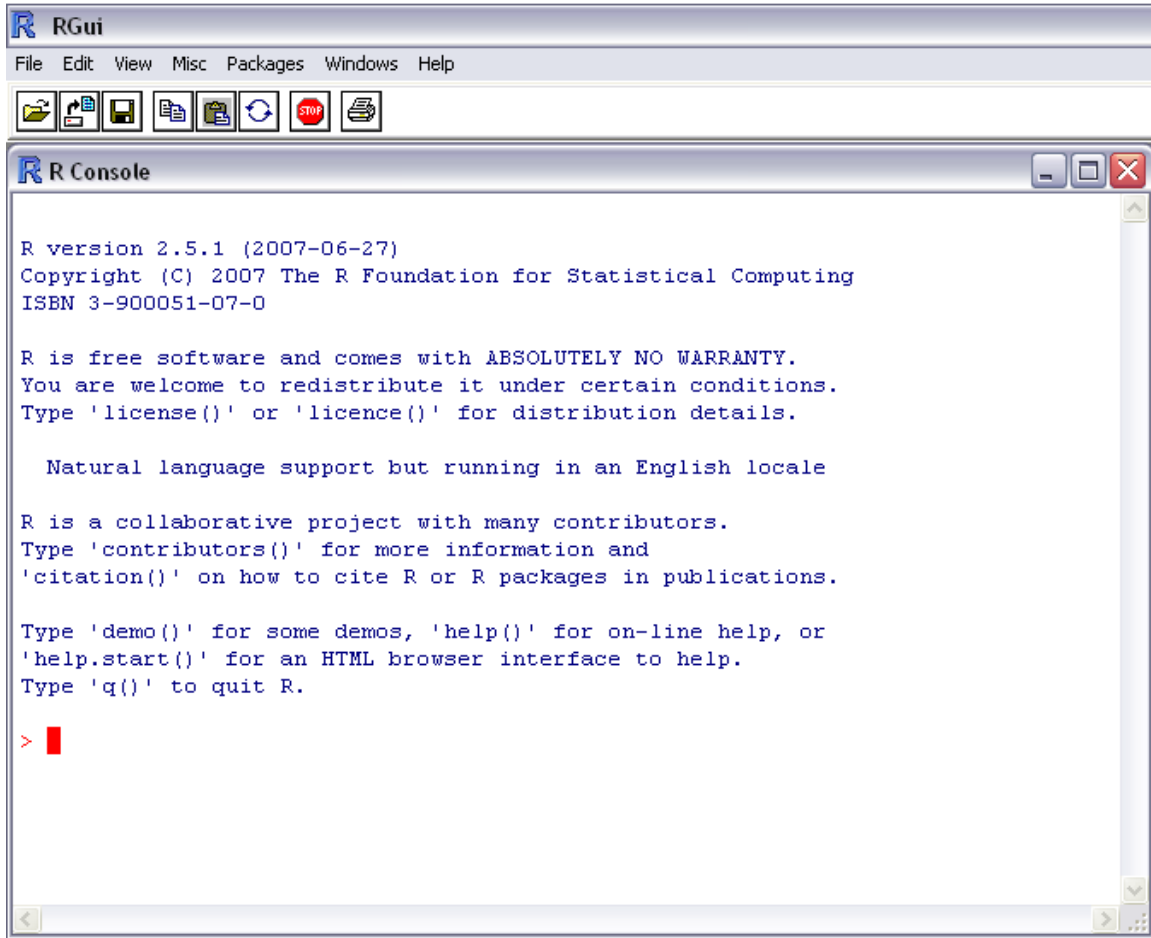 R RGui
File Edit View Misc Packages Windows Help
STOP
R R Console
R version 2.5.1 (2007-06-27)
Copyright (C) 2007 The R Foundation for Statistical Computing
ISBN 3-900051-07-0
R is free software and comes with ABSOLUTELY NO WARRANTY.
You are welcome to redistribute it under certain conditions.
Type 'license()' or 'licence()' for distribution details.
Natural language support but running in an English locale
R is a collaborative project with many contributors.
Type 'contributors()' for more information and
'citation()' on how to cite R or R packages in publications.
Type 'demo()' for some demos, 'help()' for on-line help, or
'help.start()' for an HTML browser interface to help.
Type 'q()' to quit R.
>